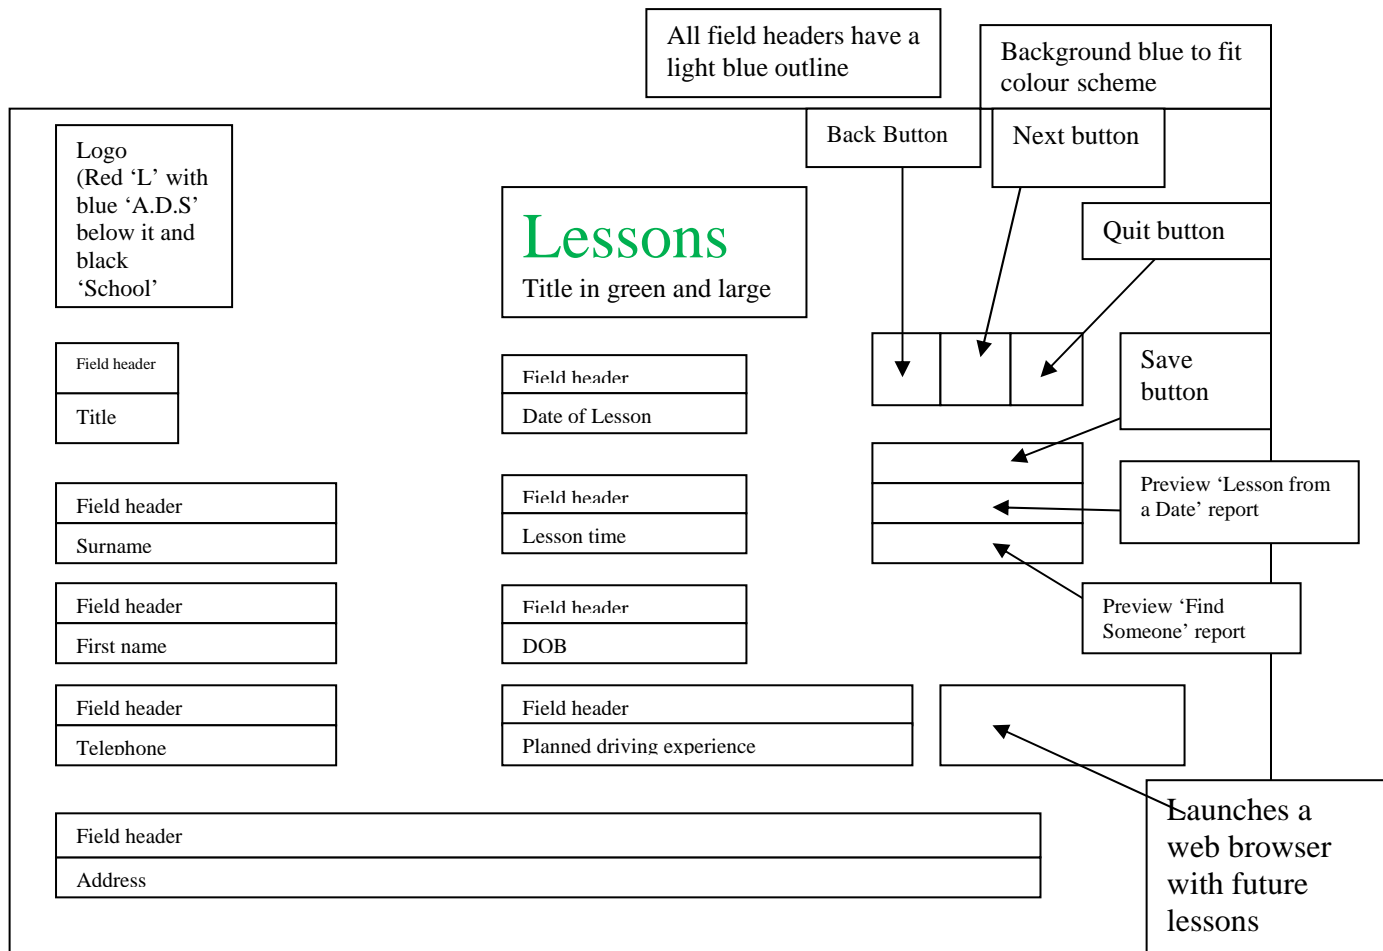 All field headers have a
light blue outline
Background blue to fit
colour scheme
Back Button
Next button
Logo
(Red ‘L’ with
blue ‘A.D.S’
below it and
black
‘School’
Lessons
Title in green and large
Quit button
Field header
Title
Field header
Date of Lesson
Save
button
Field header
Surname
Field header
Lesson time
Preview ‘Lesson from
a Date’ report
Field header
First name
Field header
DOB
Preview ‘Find
Someone’ report
Field header
Telephone
Field header
Planned driving experience
Launches a
web browser
with future
lessons
Field header
Address